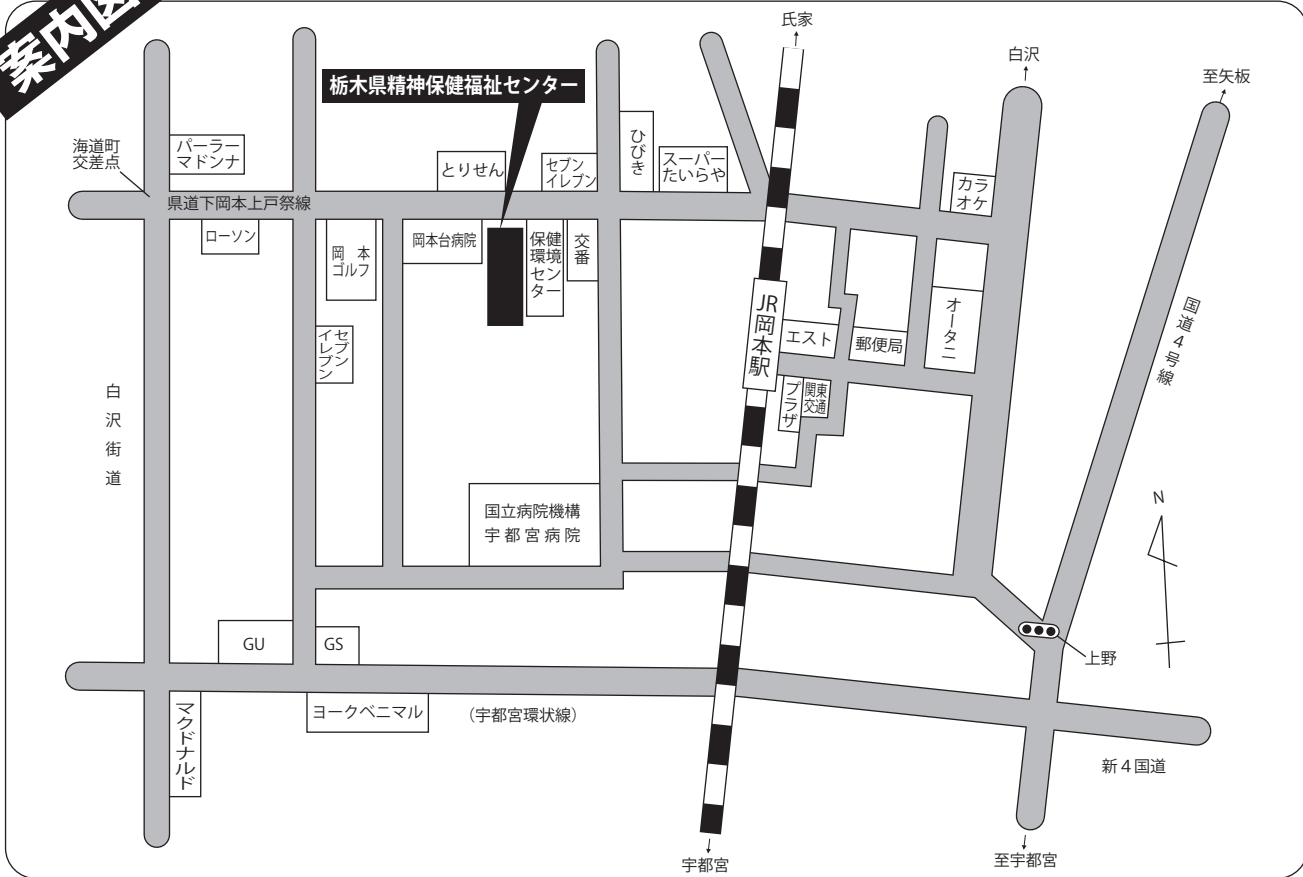 案内図
氏家
白沢
至矢板
栃木県精神保健福祉センター
海道町
交差点
パーラー
マドンナ
とりせん
セブン
イレブン
ひびき
スーパー
たいらや
カラ
オケ
県道下岡本上戸祭線
ローソン
岡本
ゴルフ
岡本台病院
保健
環境
センター
交番
セブン
イレブン
JR岡本駅
エスト
郵便局
オータニ
国道4号線
プラザ
関東
交通
白沢街道
国立病院機構
宇都宮病院
N
GU
GS
上野
マクドナルド
ヨークベニマル
（宇都宮環状線）
新4国道
宇都宮
至宇都宮